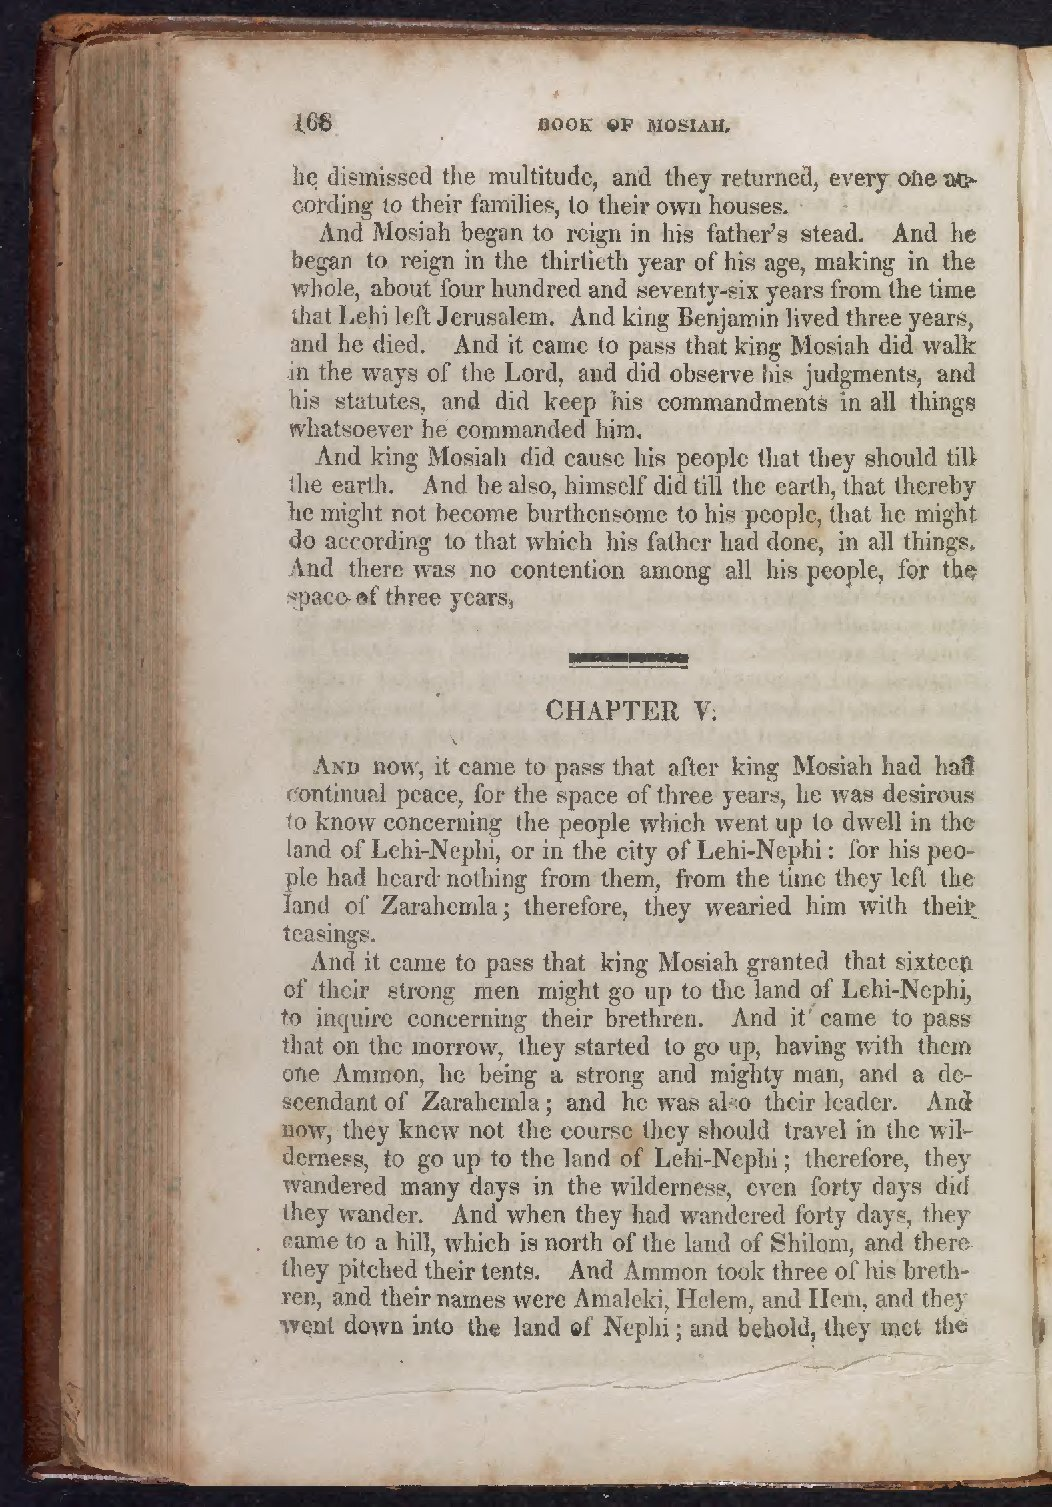 168 BOOK OF MOSIAH.
he dismissed the multitude, and they returned, every one ac-
cording to their families, to their own houses.
And Mosiah began to reign in his father's stead. And he
began to reign in the thirtieth year of his age, making in the
whole, about four hundred and seventy-six years from the time
that Lehi left Jerusalem. And king Benjamin lived three years,
and he died. And it came to pass that king Mosiah did walk
in the ways of the Lord, and did observe his judgments, and
his statutes, and did keep his commandments in all things
whatsoever he commanded him.
And king Mosiah did cause his people that they should till
the earth. And he also, himself did till the earth, that thereby
he might not become burthensome to his people, that he might
do according to that which his father had done, in all things.
And there was no contention among all his people, for the
space of three years,
CHAPTER V.
AND now, it came to pass that after king Mosiah had had
continual peace, for the space of three years, he was desirous
to know concerning the people which went up to dwell in the
land of Lehi-Nephi, or in the city of Lehi-Nephi: for his peo-
ple had heard nothing from them, from the time they left the
land of Zarahemla; therefore, they wearied him with their
teasings.
And it came to pass that king Mosiah granted that sixteen
of their strong men might go up to the land of Lehi-Nephi,
to inquire concerning their brethren. And it came to pass
that on the morrow, they started to go up, having with them
one Ammon, he being a strong and mighty man, and a de-
scendant of Zarahemla; and he was also their leader. And
now, they knew not the course they should travel in the wil-
derness, to go up to the land of Lehi-Nephi; therefore, they
wandered many days in the wilderness, even forty days did
they wander. And when they had wandered forty days, they
came to a hill, which is north of the land of Shilom, and there
they pitched their tents. And Ammon took three of his breth-
ren, and their names were Amaleki, Helem, and Hem, and they
went down into the land of Nephi; and behold, they met the